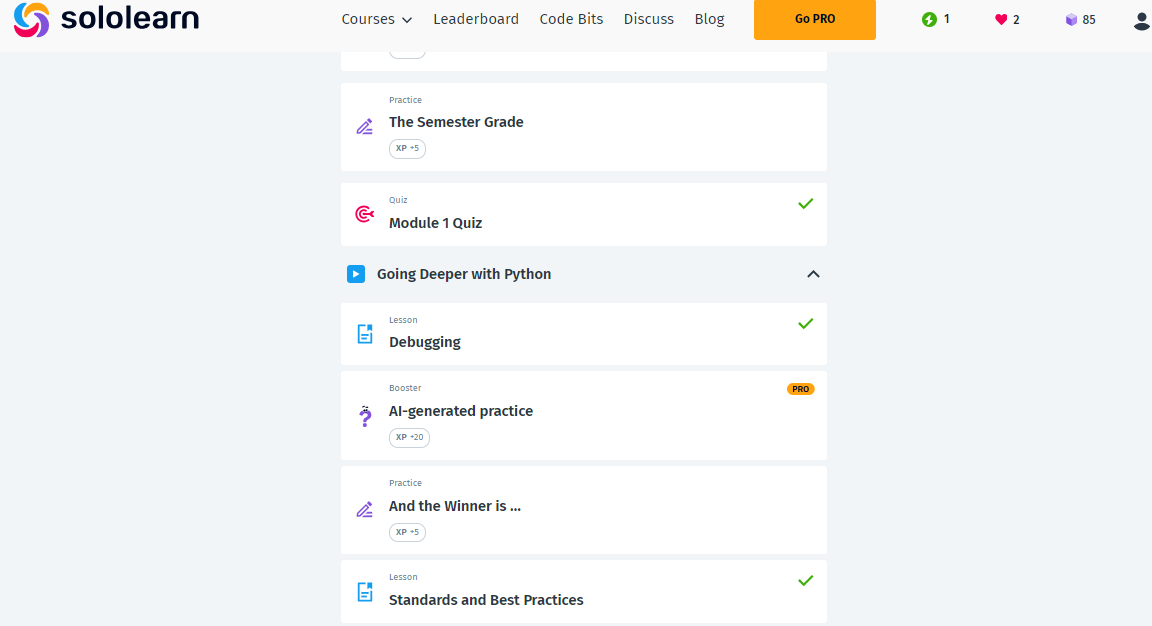 sololearn
Courses Leaderboard Code Bits Discuss Blog Go PRO 1 2 85
Practice
The Semester Grade
XP +5
Quiz
Module 1 Quiz
Going Deeper with Python
Lesson
Debugging
Booster
PRO
AI-generated practice
XP +20
Practice
And the Winner is ...
XP +5
Lesson
Standards and Best Practices